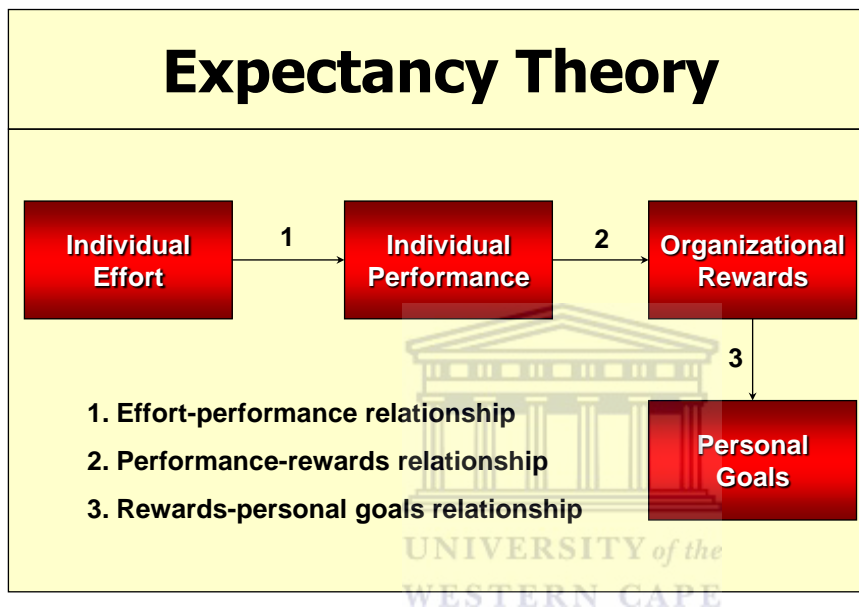 Expectancy Theory
Individual
Effort
1
Individual
Performance
2
Organizational
Rewards
3
Personal
Goals
1. Effort-performance relationship
2. Performance-rewards relationship
3. Rewards-personal goals relationship
UNIVERSITY of the
WESTERN CAPE